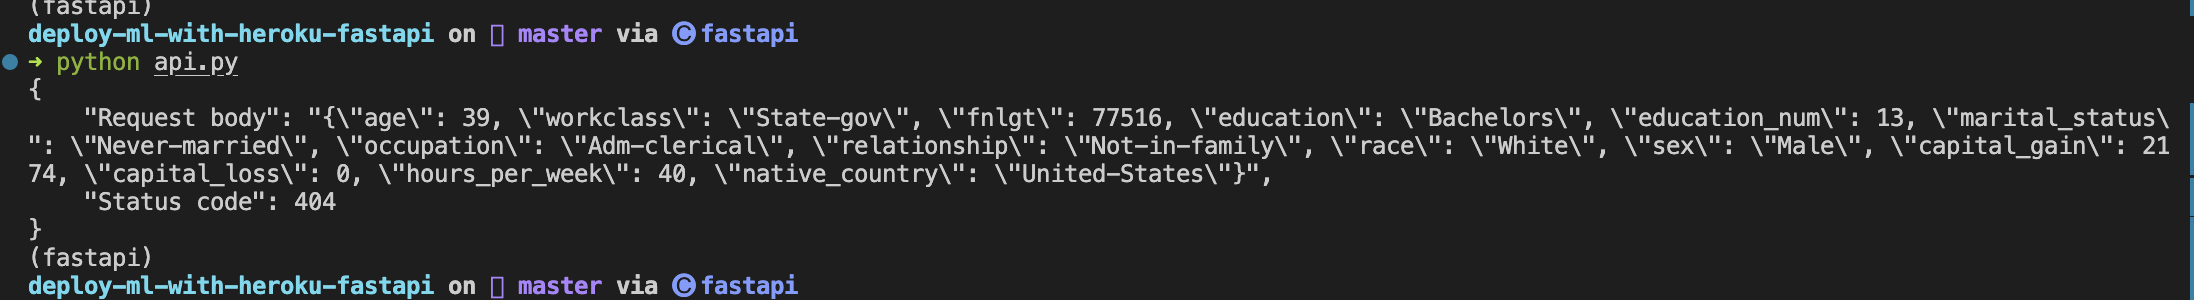 (fastapi)
deploy-ml-with-heroku-fastapi on  master via Ⓒ fastapi
➜ python api.py
{
    "Request body": "{\"age\": 39, \"workclass\": \"State-gov\", \"fnlgt\": 77516, \"education\": \"Bachelors\", \"education_num\": 13, \"marital_status\
": \"Never-married\", \"occupation\": \"Adm-clerical\", \"relationship\": \"Not-in-family\", \"race\": \"White\", \"sex\": \"Male\", \"capital_gain\": 21
74, \"capital_loss\": 0, \"hours_per_week\": 40, \"native_country\": \"United-States\"}",
    "Status code": 404
}
(fastapi)
deploy-ml-with-heroku-fastapi on  master via Ⓒ fastapi